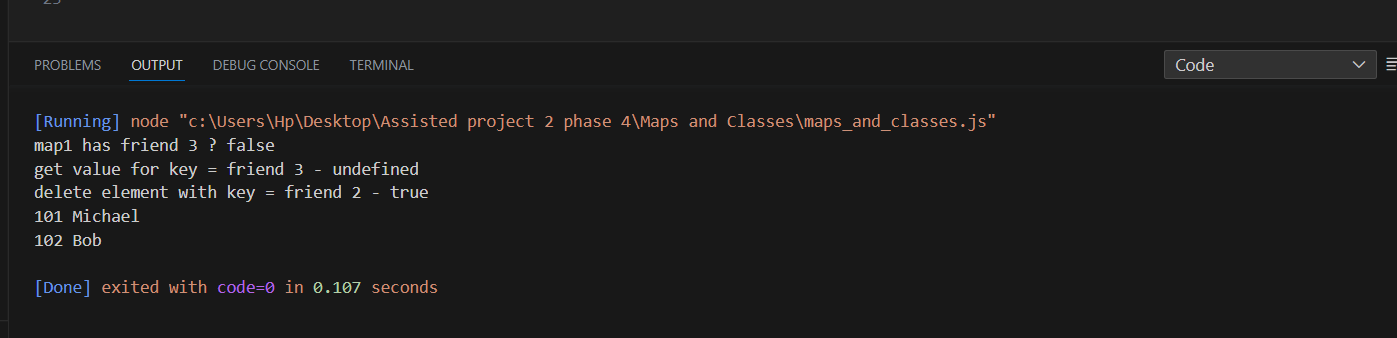 PROBLEMS OUTPUT DEBUG CONSOLE TERMINAL Code
[Running] node "c:\Users\Hp\Desktop\Assisted project 2 phase 4\Maps and Classes\maps_and_classes.js"
map1 has friend 3 ? false
get value for key = friend 3 - undefined
delete element with key = friend 2 - true
101 Michael
102 Bob
[Done] exited with code=0 in 0.107 seconds